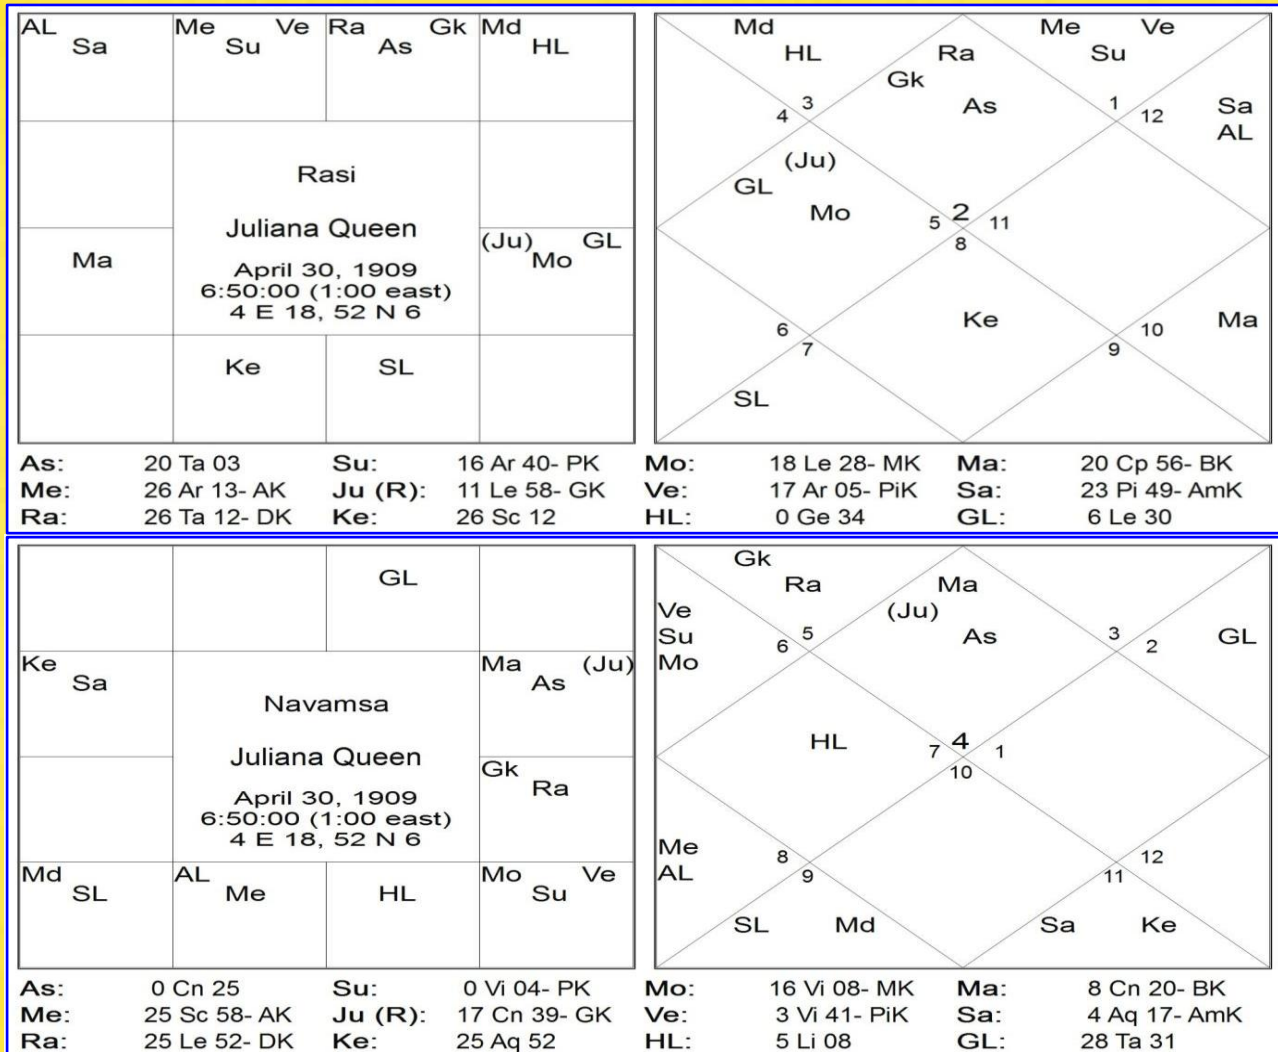 AL Me Ve Ra Gk Md
Sa Su As HL
Rasi
Juliana Queen
(Ju) GL
Ma April 30, 1909 Mo
6:50:00 (1:00 east)
4 E 18, 52 N 6
Ke SL
Md Me Ve
HL Ra Su
Gk
3 As 1 Sa
4 12 AL
(Ju)
GL
Mo 5 2 11
8
6 Ke 10 Ma
7 9
SL
As: 20 Ta 03 Su: 16 Ar 40- PK Mo: 18 Le 28- MK Ma: 20 Cp 56- BK
Me: 26 Ar 13- AK Ju (R): 11 Le 58- GK Ve: 17 Ar 05- PiK Sa: 23 Pi 49- AmK
Ra: 26 Ta 12- DK Ke: 26 Sc 12 HL: 0 Ge 34 GL: 6 Le 30
GL
Ke Ma (Ju)
Sa As
Navamsa
Juliana Queen
Gk
April 30, 1909 Ra
6:50:00 (1:00 east)
4 E 18, 52 N 6
Md AL Mo Ve
SL Me HL Su
Gk
Ra Ma
Ve (Ju)
Su 5 As 3 GL
Mo 6 2
HL 7 4 1
10
Me 8 12
AL 9 11
SL Md Sa Ke
As: 0 Cn 25 Su: 0 Vi 04- PK Mo: 16 Vi 08- MK Ma: 8 Cn 20- BK
Me: 25 Sc 58- AK Ju (R): 17 Cn 39- GK Ve: 3 Vi 41- PiK Sa: 4 Aq 17- AmK
Ra: 25 Le 52- DK Ke: 25 Aq 52 HL: 5 Li 08 GL: 28 Ta 31